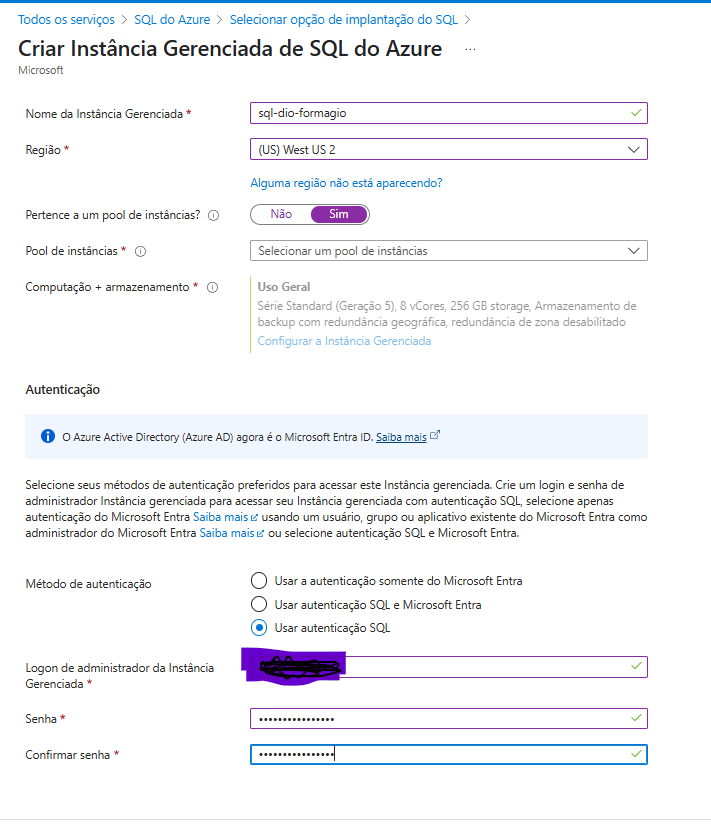 Todos os serviços > SQL do Azure > Selecionar opção de implantação do SQL >
Criar Instância Gerenciada de SQL do Azure ...
Microsoft
Nome da Instância Gerenciada * sql-dio-formagio
Região * (US) West US 2
Alguma região não está aparecendo?
Pertence a um pool de instâncias? Não Sim
Pool de instâncias * Selecionar um pool de instâncias
Computação + armazenamento * Uso Geral
Série Standard (Geração 5), 8 vCores, 256 GB storage, Armazenamento de
backup com redundância geográfica, redundância de zona desabilitado
Configurar a Instância Gerenciada
Autenticação
O Azure Active Directory (Azure AD) agora é o Microsoft Entra ID. Saiba mais
Selecione seus métodos de autenticação preferidos para acessar este Instância gerenciada. Crie um login e senha de
administrador Instância gerenciada para acessar seu Instância gerenciada com autenticação SQL, selecione apenas
autenticação do Microsoft Entra Saiba mais usando um usuário, grupo ou aplicativo existente do Microsoft Entra como
administrador do Microsoft Entra Saiba mais ou selecione autenticação SQL e Microsoft Entra.
Método de autenticação
Usar a autenticação somente do Microsoft Entra
Usar autenticação SQL e Microsoft Entra
Usar autenticação SQL
Logon de administrador da Instância
Gerenciada *
Senha * ••••••••••••••••
Confirmar senha * ••••••••••••••••